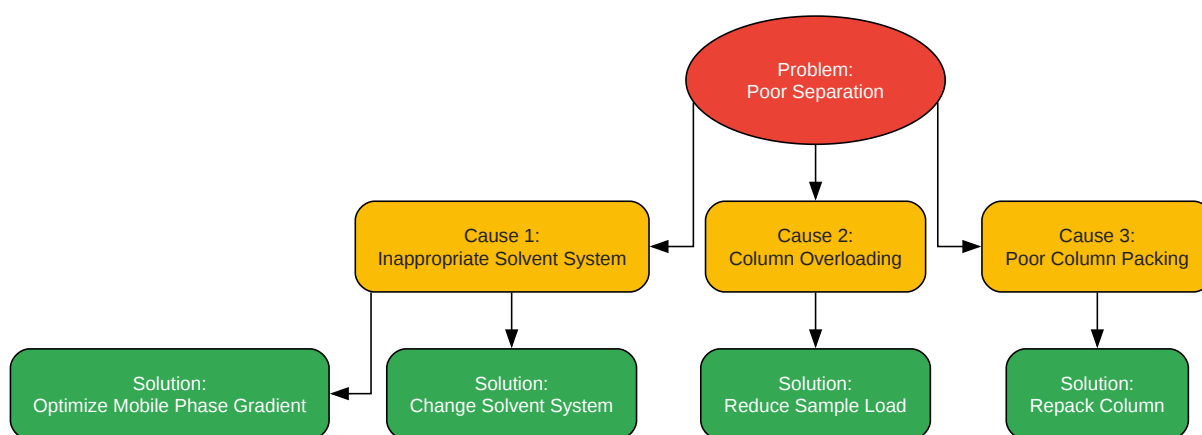 Problem:
Poor Separation
Cause 1:
Inappropriate Solvent System
Cause 2:
Column Overloading
Cause 3:
Poor Column Packing
Solution:
Optimize Mobile Phase Gradient
Solution:
Change Solvent System
Solution:
Reduce Sample Load
Solution:
Repack Column